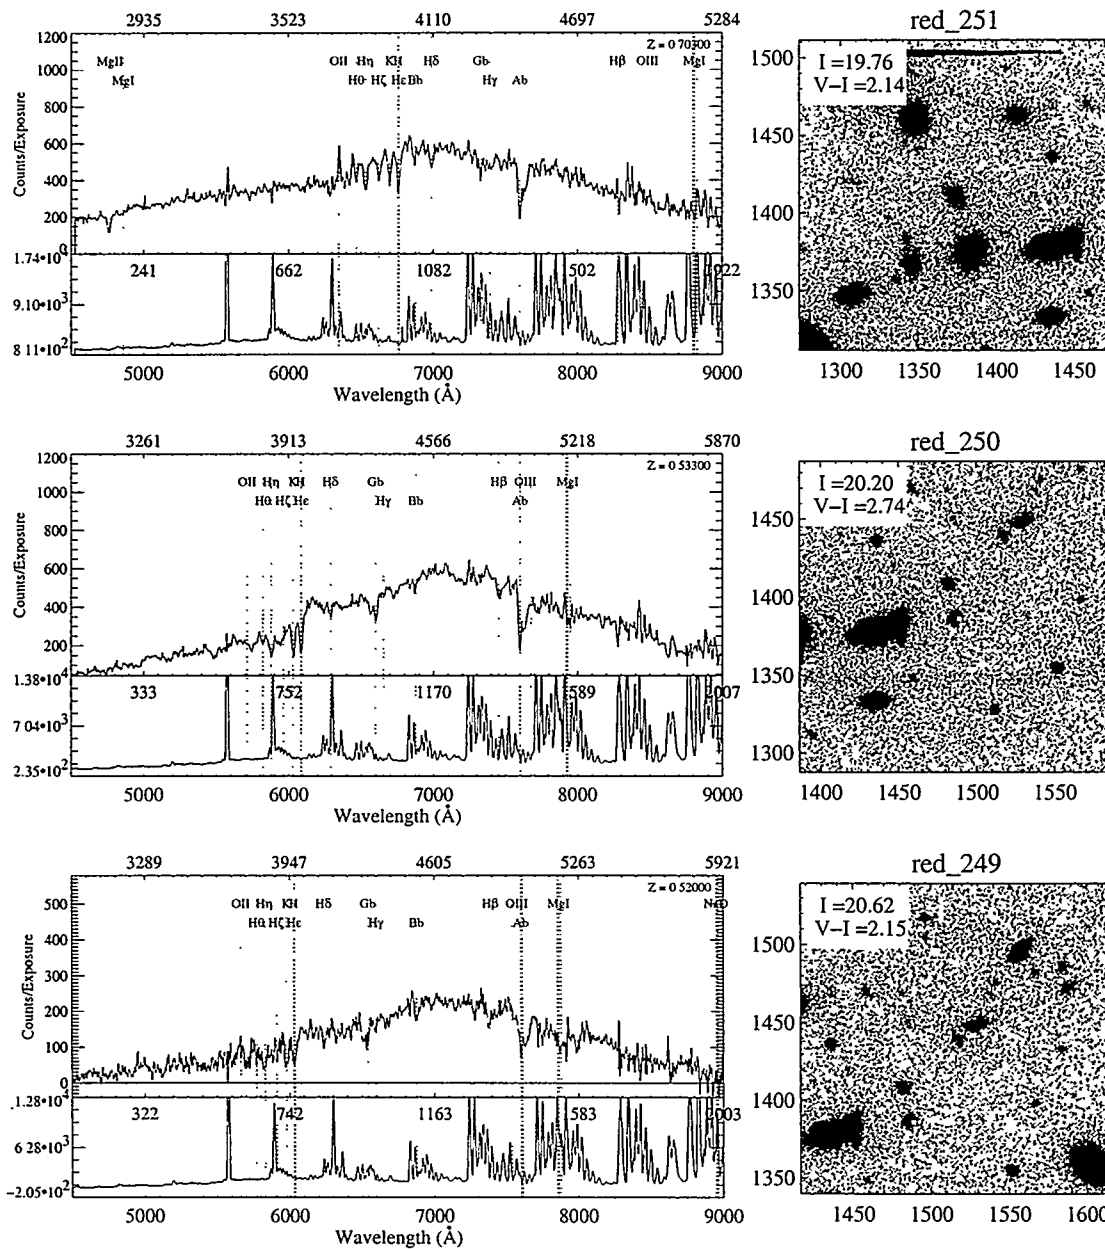 2935 3523 4110 4697 5284
red_251
1200
1000
800
600
400
200
0
Counts/Exposure
Z = 0 70300
MgII OII Hη KH Hδ Gb Hβ OIII MgI
MgI Hθ Hζ Hε Bb Hγ Ab
1.74•10⁴
9.10•10³
8 11•10²
241 662 1082 502 922
5000 6000 7000 8000 9000
Wavelength (Å)
I =19.76
V−I =2.14
1500
1450
1400
1350
1300 1350 1400 1450
3261 3913 4566 5218 5870
red_250
1200
1000
800
600
400
200
Counts/Exposure
Z = 0 53300
OII Hη KH Hδ Gb Hβ OIII MgI
Hθ Hζ Hε Hγ Bb Ab
1.38•10⁴
7 04•10³
2.35•10²
333 752 1170 589
5000 6000 7000 8000 9000
Wavelength (Å)
I =20.20
V−I =2.74
1450
1400
1350
1300
1400 1450 1500 1550
3289 3947 4605 5263 5921
red_249
500
400
300
200
100
0
Counts/Exposure
Z = 0 52000
OII Hη KH Hδ Gb Hβ OIII MgI NaD
Hθ Hζ Hε Hγ Bb Ab
1.28•10⁴
6 28•10³
−2.05•10²
322 742 1163 583
5000 6000 7000 8000 9000
Wavelength (Å)
I =20.62
V−I =2.15
1500
1450
1400
1350
1450 1500 1550 1600